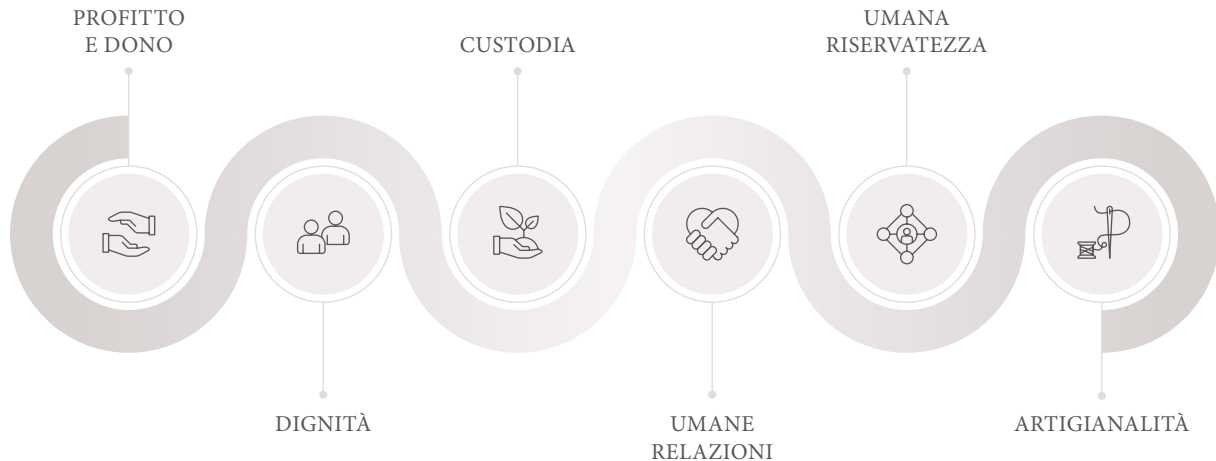 PROFITTO
E DONO
DIGNITÀ
CUSTODIA
UMANE
RELAZIONI
UMANA
RISERVATEZZA
ARTIGIANALITÀ